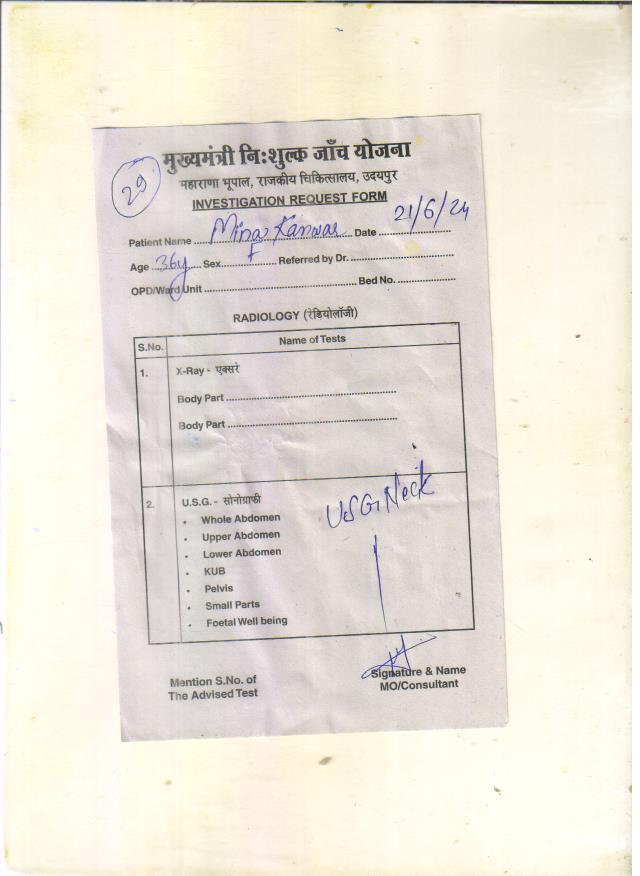 मुख्यमंत्री निःशुल्क जाँच योजना
29
महाराणा भूपाल, राजकीय चिकित्सालय, उदयपुर
INVESTIGATION REQUEST FORM
Patient Name ........ Mina Kanwar ........ Date ........ 21/6/24
Age ........ 36y ........ Sex ........ F ........ Referred by Dr. ........
OPD/Ward Unit ........ Bed No. ........
RADIOLOGY (रेडियोलॉजी)
S.No. Name of Tests
1. X-Ray - एक्सरे
Body Part ........
Body Part ........
2. U.S.G. - सोनोग्राफी
USG Neck
• Whole Abdomen
• Upper Abdomen
• Lower Abdomen
• KUB
• Pelvis
• Small Parts
• Foetal Well being
Mention S.No. of
The Advised Test
Signature & Name
MO/Consultant